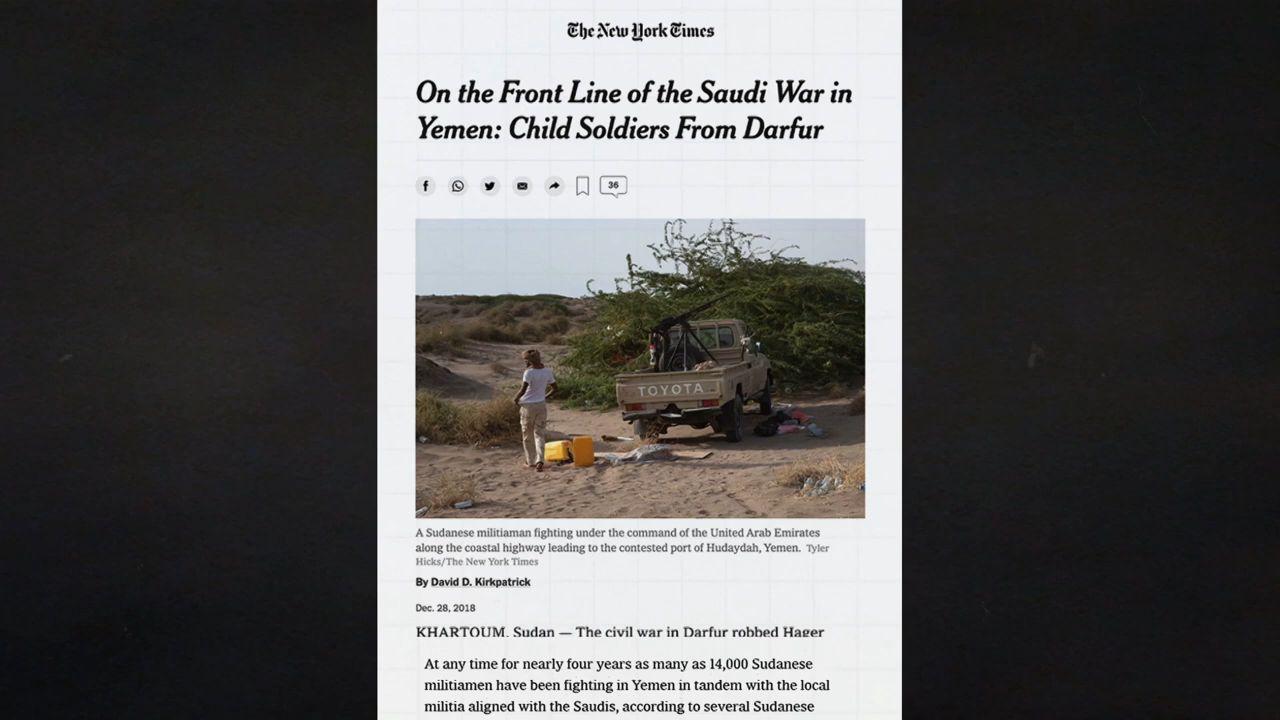 The New York Times
On the Front Line of the Saudi War in
Yemen: Child Soldiers From Darfur
36
TOYOTA
A Sudanese militiaman fighting under the command of the United Arab Emirates
along the coastal highway leading to the contested port of Hudaydah, Yemen. Tyler
Hicks/The New York Times
By David D. Kirkpatrick
Dec. 28, 2018
KHARTOUM, Sudan — The civil war in Darfur robbed Hager
At any time for nearly four years as many as 14,000 Sudanese
militiamen have been fighting in Yemen in tandem with the local
militia aligned with the Saudis, according to several Sudanese